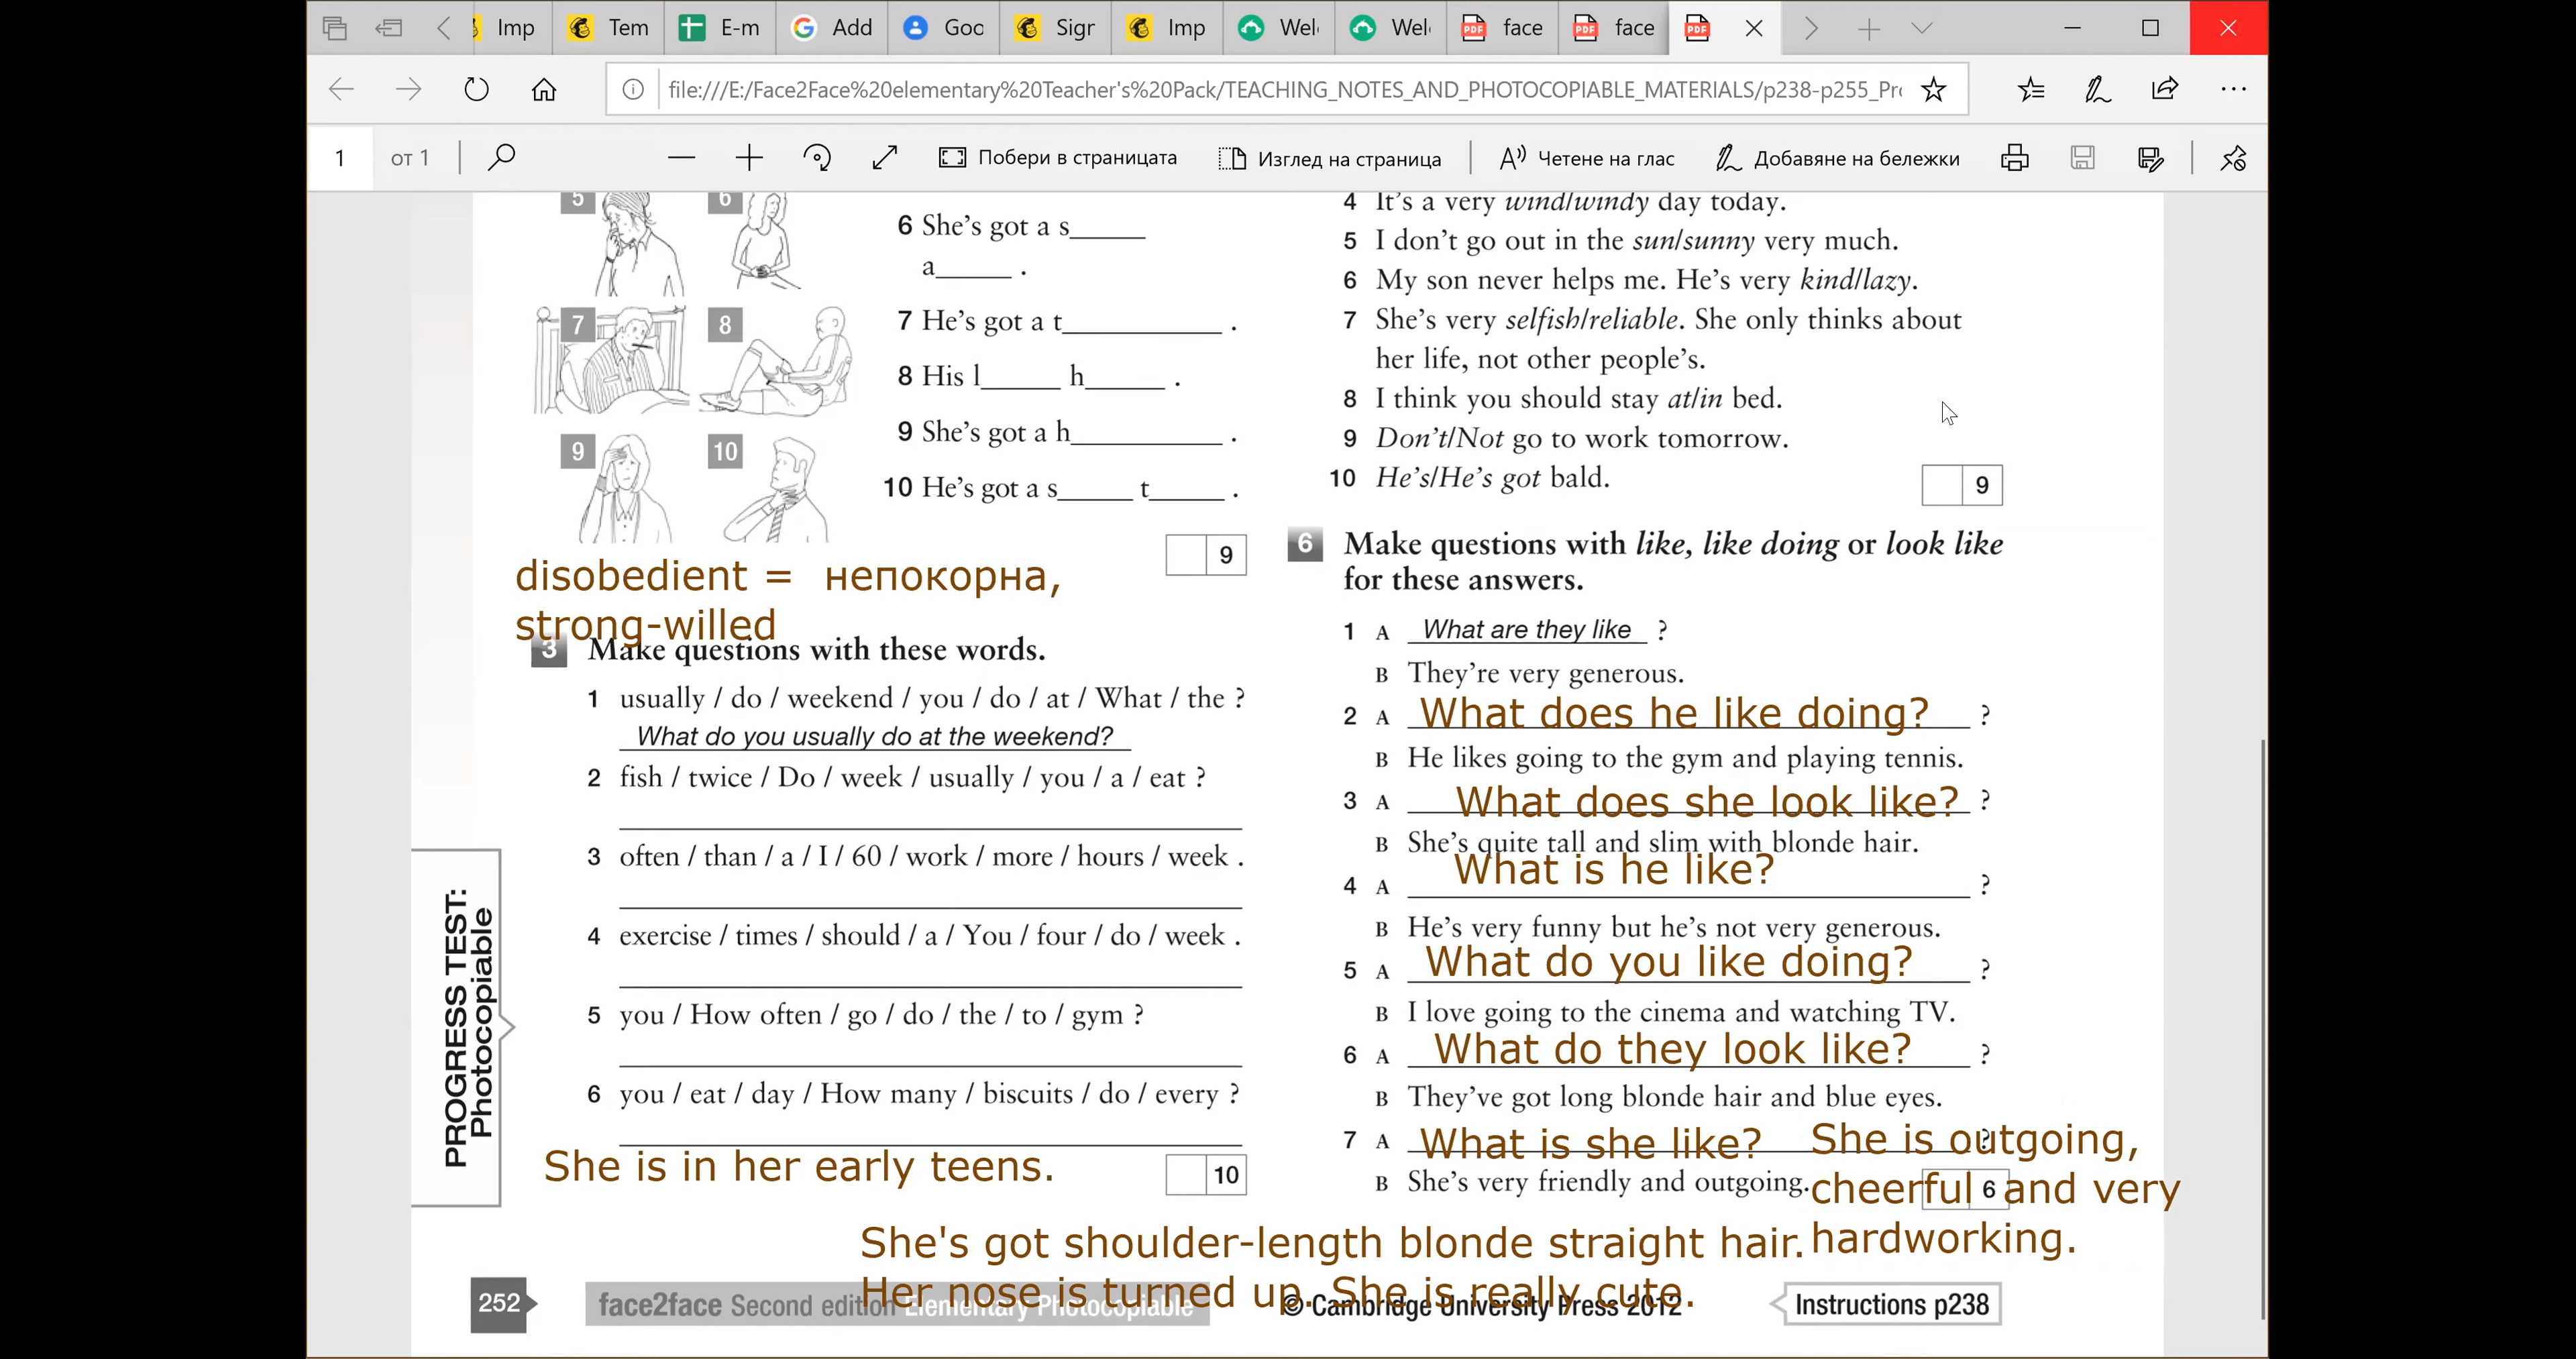 Imp
Tem
E-m
Add
Goo
Sigr
Imp
Wel
Wel
PDF face
PDF face
PDF
file:///E:/Face2Face%20elementary%20Teacher's%20Pack/TEACHING_NOTES_AND_PHOTOCOPIABLE_MATERIALS/p238-p255_Pr
1 от 1
Побери в страницата
Изглед на страница
Четене на глас
Добавяне на бележки
5 6
7 8
9 10
6 She's got a s_____
a_____ .
7 He's got a t__________ .
8 His l_____ h_____ .
9 She's got a h__________ .
10 He's got a s_____ t_____ .
9
disobedient = непокорна,
strong-willed
3 Make questions with these words.
1 usually / do / weekend / you / do / at / What / the ?
What do you usually do at the weekend?
2 fish / twice / Do / week / usually / you / a / eat ?
3 often / than / a / I / 60 / work / more / hours / week .
4 exercise / times / should / a / You / four / do / week .
5 you / How often / go / do / the / to / gym ?
6 you / eat / day / How many / biscuits / do / every ?
She is in her early teens.
10
PROGRESS TEST:
Photocopiable
4 It's a very wind/windy day today.
5 I don't go out in the sun/sunny very much.
6 My son never helps me. He's very kind/lazy.
7 She's very selfish/reliable. She only thinks about
her life, not other people's.
8 I think you should stay at/in bed.
9 Don't/Not go to work tomorrow.
10 He's/He's got bald.
9
6 Make questions with like, like doing or look like
for these answers.
1 A What are they like ?
B They're very generous.
2 A What does he like doing? ?
B He likes going to the gym and playing tennis.
3 A What does she look like? ?
B She's quite tall and slim with blonde hair.
4 A What is he like? ?
B He's very funny but he's not very generous.
5 A What do you like doing? ?
B I love going to the cinema and watching TV.
6 A What do they look like? ?
B They've got long blonde hair and blue eyes.
7 A What is she like? ?
B She's very friendly and outgoing.
6
She is outgoing,
cheerful and very
hardworking.
She's got shoulder-length blonde straight hair.
Her nose is turned up. She is really cute.
252 face2face Second edition Elementary Photocopiable © Cambridge University Press 2012 Instructions p238